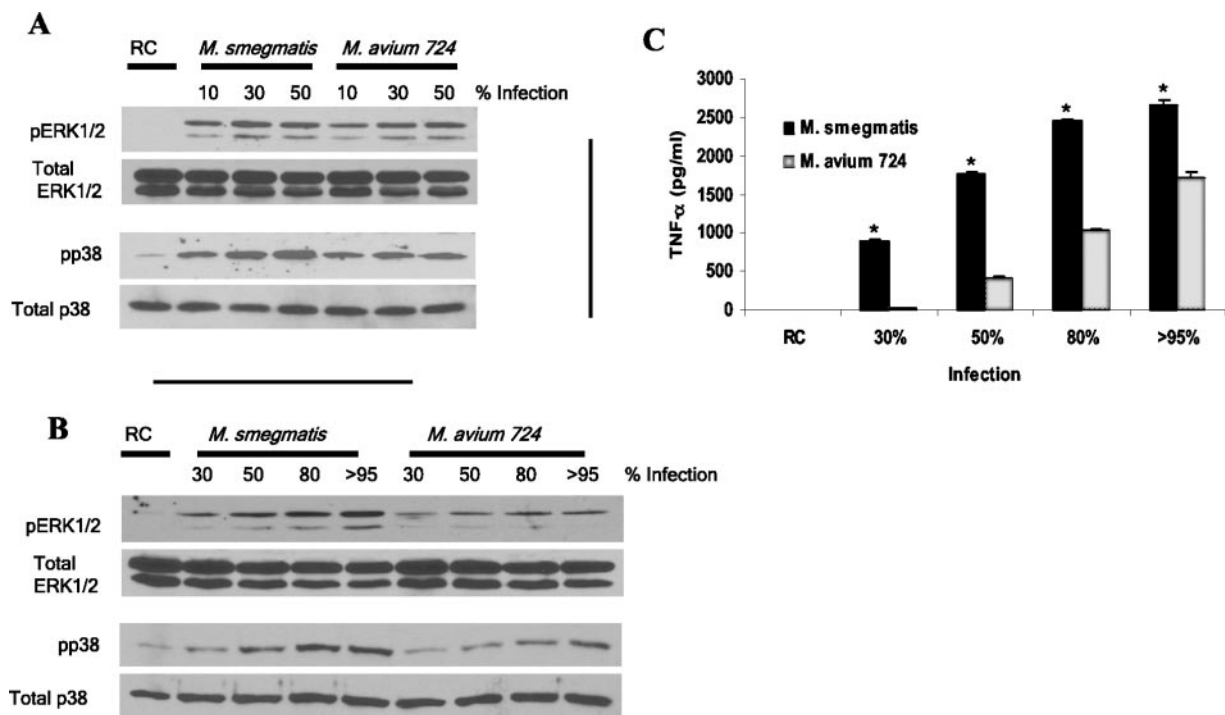 A
RC M. smegmatis M. avium 724
10 30 50 10 30 50 % Infection
pERK1/2
Total
ERK1/2
pp38
Total p38
B
RC M. smegmatis M. avium 724
30 50 80 >95 30 50 80 >95 % Infection
pERK1/2
Total
ERK1/2
pp38
Total p38
C
3000
2500
2000
1500
1000
500
0
TNF-α (pg/ml)
M. smegmatis
M. avium 724
* * * *
RC 30% 50% 80% >95%
Infection